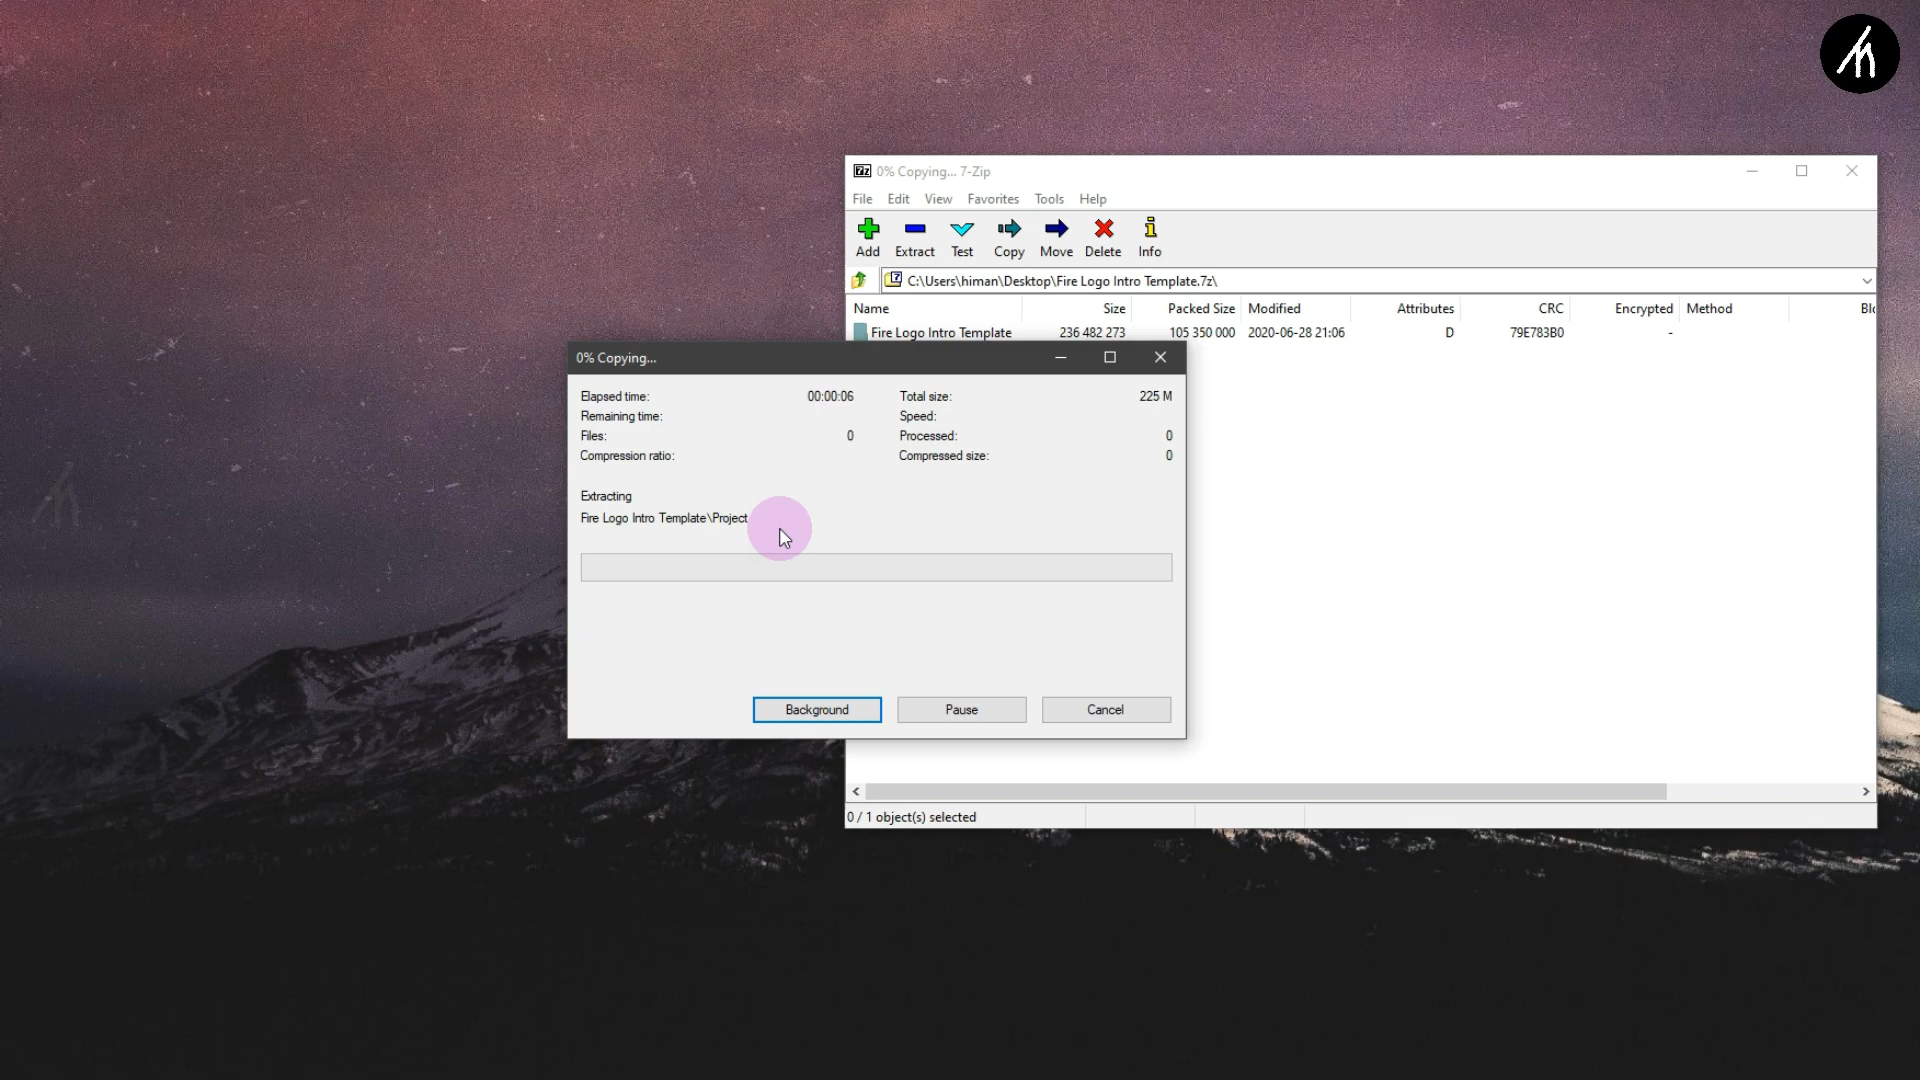 0% Copying... 7-Zip
File Edit View Favorites Tools Help
Add Extract Test Copy Move Delete Info
C:\Users\himan\Desktop\Fire Logo Intro Template.7z\
Name Size Packed Size Modified Attributes CRC Encrypted Method Blc
Fire Logo Intro Template 236 482 273 105 350 000 2020-06-28 21:06 D 79E783B0 -
0% Copying...
Elapsed time: 00:00:06 Total size: 225 M
Remaining time: Speed:
Files: 0 Processed: 0
Compression ratio: Compressed size: 0
Extracting
Fire Logo Intro Template\Project
Background Pause Cancel
0 / 1 object(s) selected